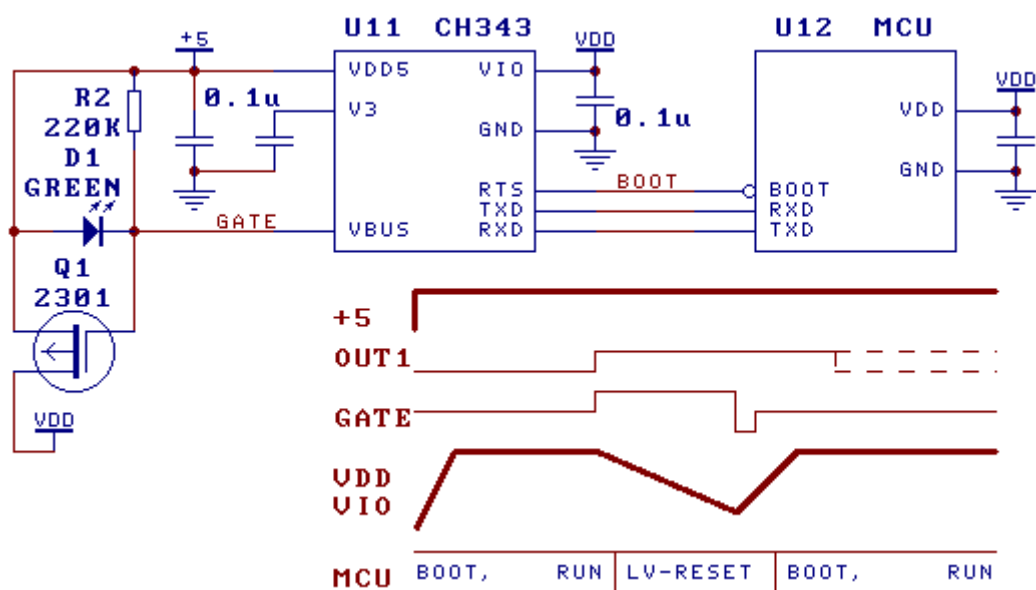 U11 CH343
U12 MCU
+5
VDD
VDD5
VIO
R2
220K
0.1u
V3
GND
0.1u
VDD
VDD
D1
GREEN
GND
RTS
BOOT
BOOT
TXD
RXD
GATE
VBUS
RXD
TXD
Q1
2301
VDD
+5
OUT1
GATE
VDD
VIO
MCU
BOOT, RUN
LV-RESET
BOOT, RUN